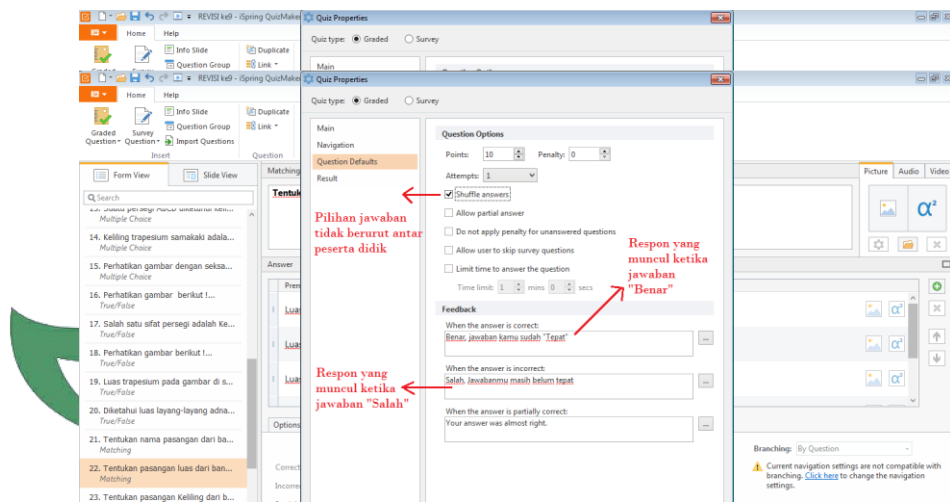 REVISI ke9 - iSpring QuizMaker
Quiz Properties
Home
Help
Quiz type:
Graded
Survey
Info Slide
Question Group
Duplicate
Link
Main
REVISI ke9 - iSpring QuizMaker
Quiz Properties
Home
Help
Quiz type:
Graded
Survey
Graded Question
Survey Question
Info Slide
Question Group
Import Questions
Duplicate
Link
Insert
Question
Main
Navigation
Question Defaults
Result
Question Options
Points: 10
Penalty: 0
Attempts: 1
Shuffle answers
Allow partial answer
Do not apply penalty for unanswered questions
Allow user to skip survey questions
Limit time to answer the question
Time limit: 1 mins 0 secs
Feedback
When the answer is correct:
Benar, jawaban kamu sudah "Tepat"
When the answer is incorrect:
Salah, Jawabanmu masih belum tepat
When the answer is partially correct:
Your answer was almost right.
Pilihan jawaban
tidak berurut antar
peserta didik
Respon yang
muncul ketika
jawaban
"Benar"
Respon yang
muncul ketika
jawaban "Salah"
Form View
Slide View
Search
Multiple Choice
14. Keliling trapesium samakaki adala...
Multiple Choice
15. Perhatikan gambar dengan seksa...
Multiple Choice
16. Perhatikan gambar berikut !...
True/False
17. Salah satu sifat persegi adalah Ke...
True/False
18. Perhatikan gambar berikut !...
True/False
19. Luas trapesium pada gambar di s...
True/False
20. Diketahui luas layang-layang adna...
True/False
21. Tentukan nama pasangan dari ba...
Matching
22. Tentukan pasangan luas dari ban...
Matching
23. Tentukan pasangan Keliling dari b...
Matching
Tentuk
Answer
Prem
Luas
Luas
Luas
Options
Correct
Incorre
Picture
Audio
Video
α²
α²
α²
α²
Branching: By Question
Current navigation settings are not compatible with
branching. Click here to change the navigation
settings.